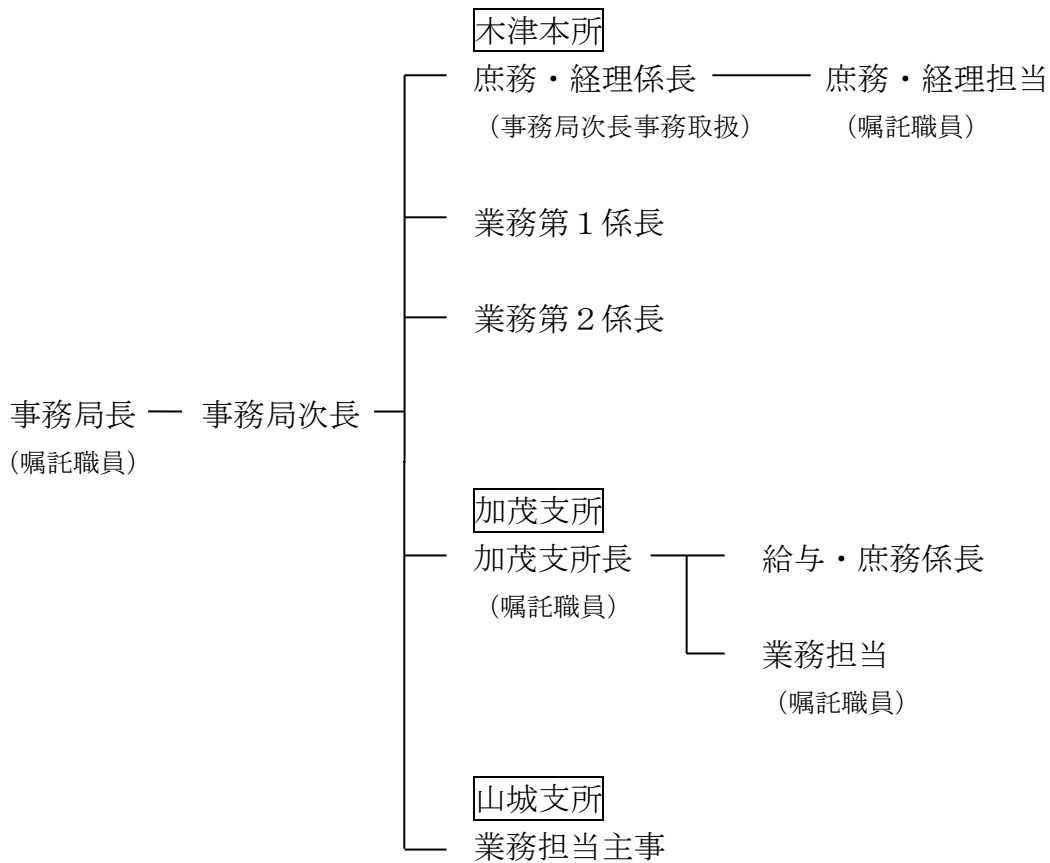 木津本所
庶務・経理係長 庶務・経理担当
（事務局次長事務取扱） （嘱託職員）
業務第１係長
業務第２係長
事務局長 事務局次長
（嘱託職員）
加茂支所
加茂支所長 給与・庶務係長
（嘱託職員）
業務担当
（嘱託職員）
山城支所
業務担当主事